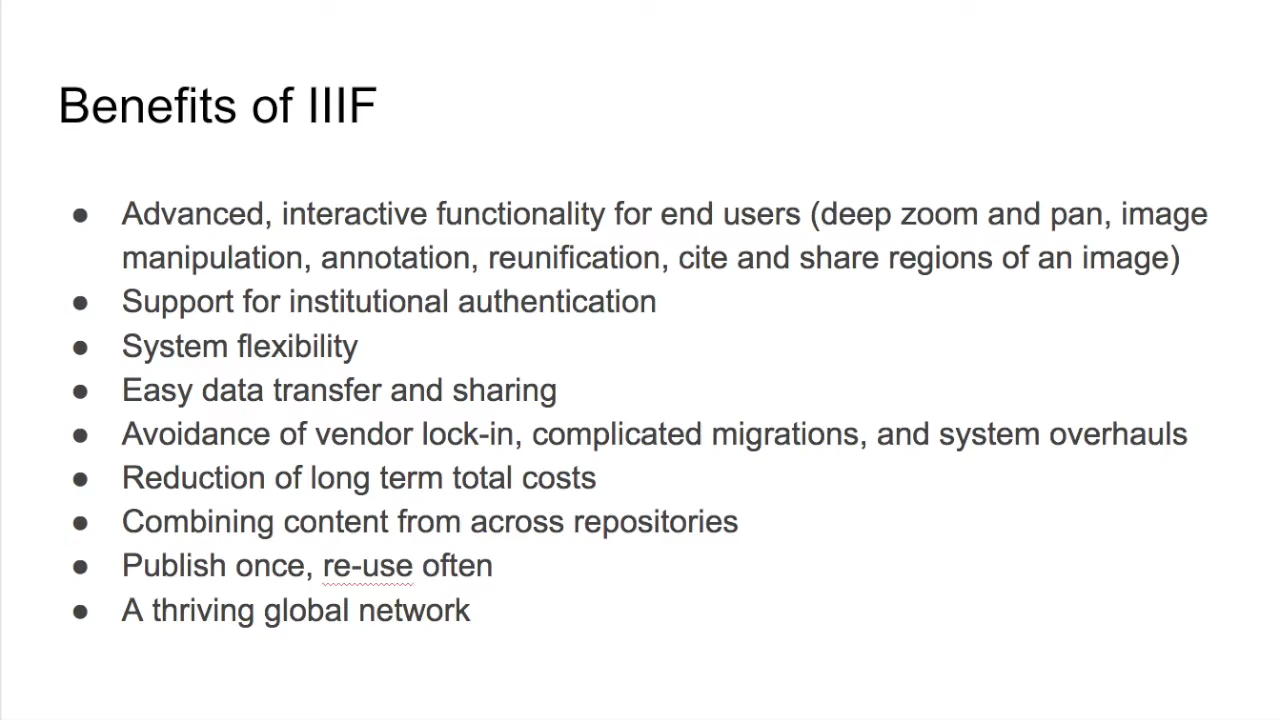 Benefits of IIIF
● Advanced, interactive functionality for end users (deep zoom and pan, image
manipulation, annotation, reunification, cite and share regions of an image)
● Support for institutional authentication
● System flexibility
● Easy data transfer and sharing
● Avoidance of vendor lock-in, complicated migrations, and system overhauls
● Reduction of long term total costs
● Combining content from across repositories
● Publish once, re-use often
● A thriving global network